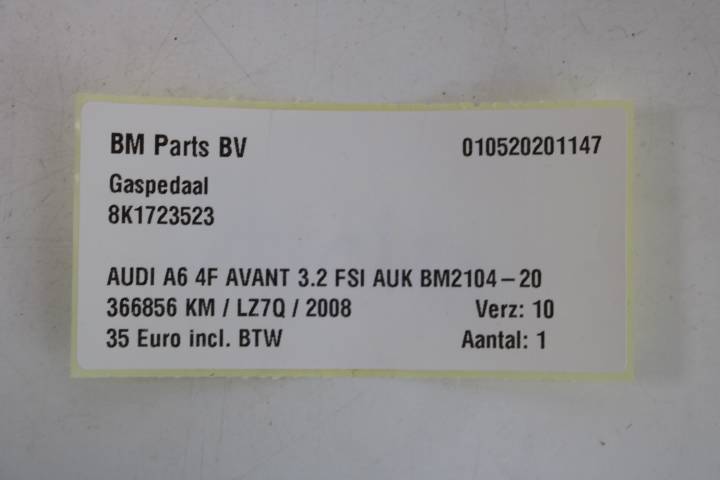 BM Parts BV 010520201147
Gaspedaal
8K1723523
AUDI A6 4F AVANT 3.2 FSI AUK BM2104-20
366856 KM / LZ7Q / 2008 Verz: 10
35 Euro incl. BTW Aantal: 1